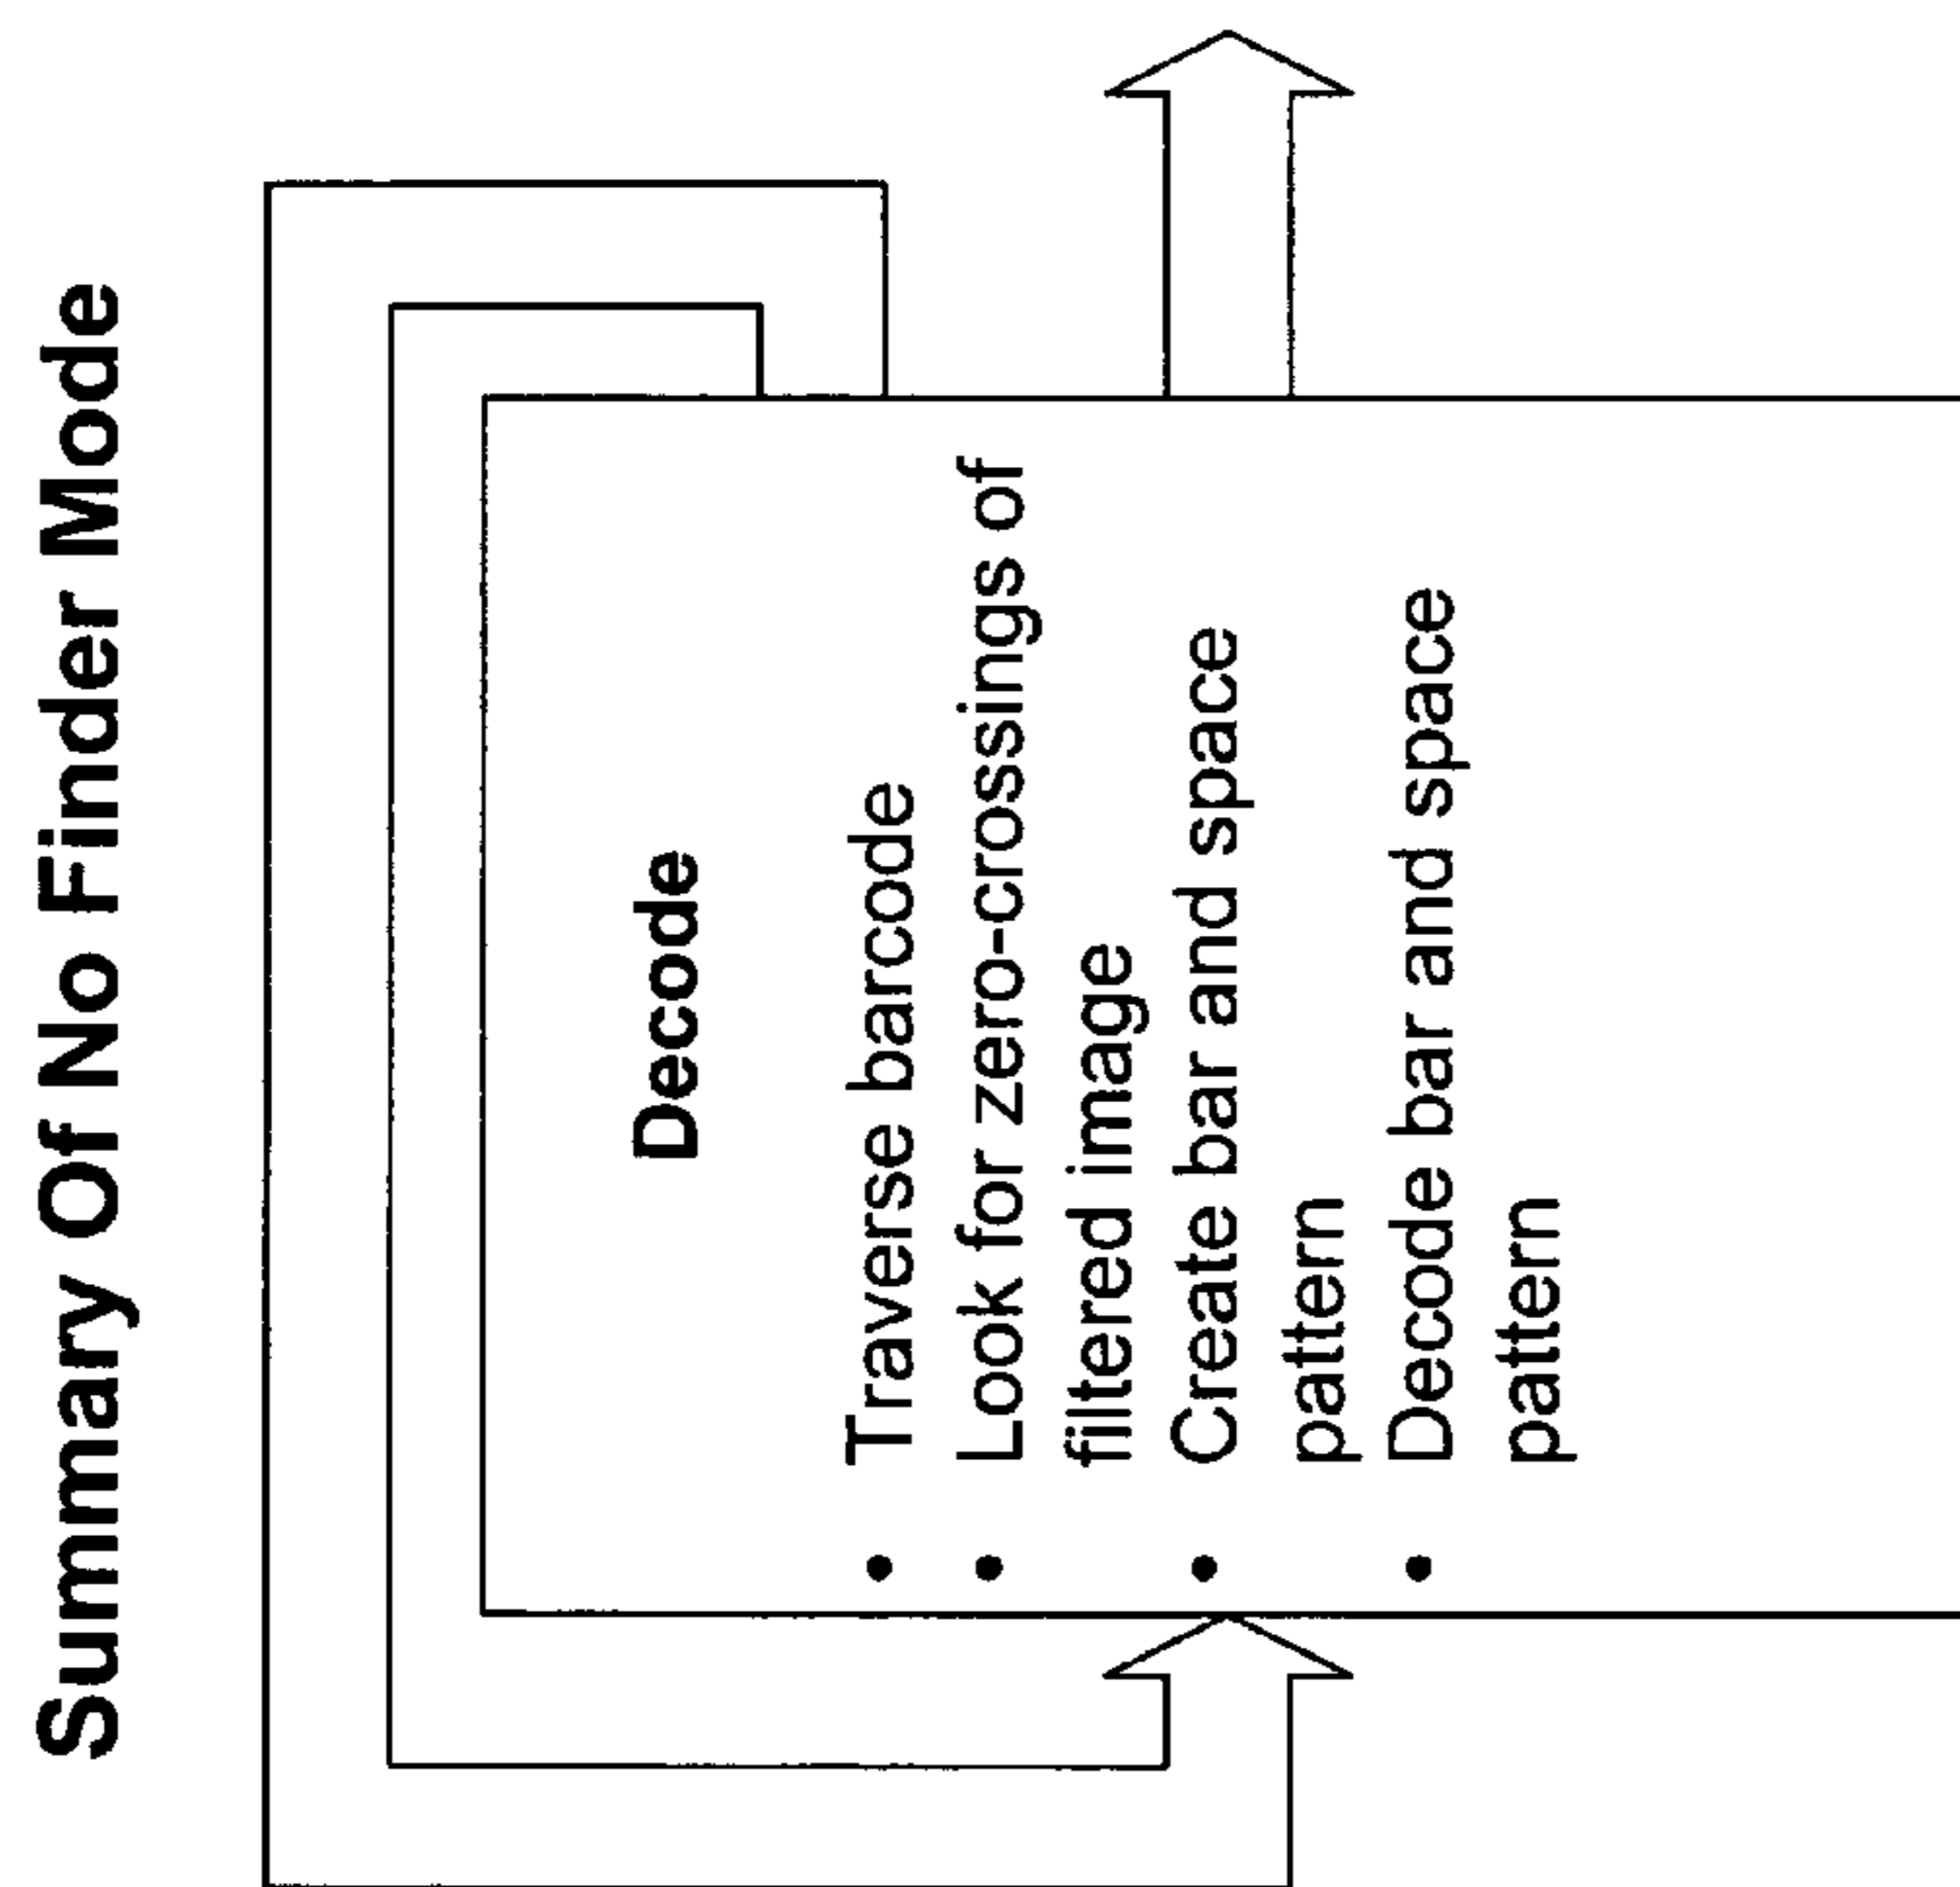 Summary Of No Finder Mode
Decode
• Traverse barcode
• Look for zero-crossings of
filtered image
• Create bar and space
pattern
• Decode bar and space
pattern